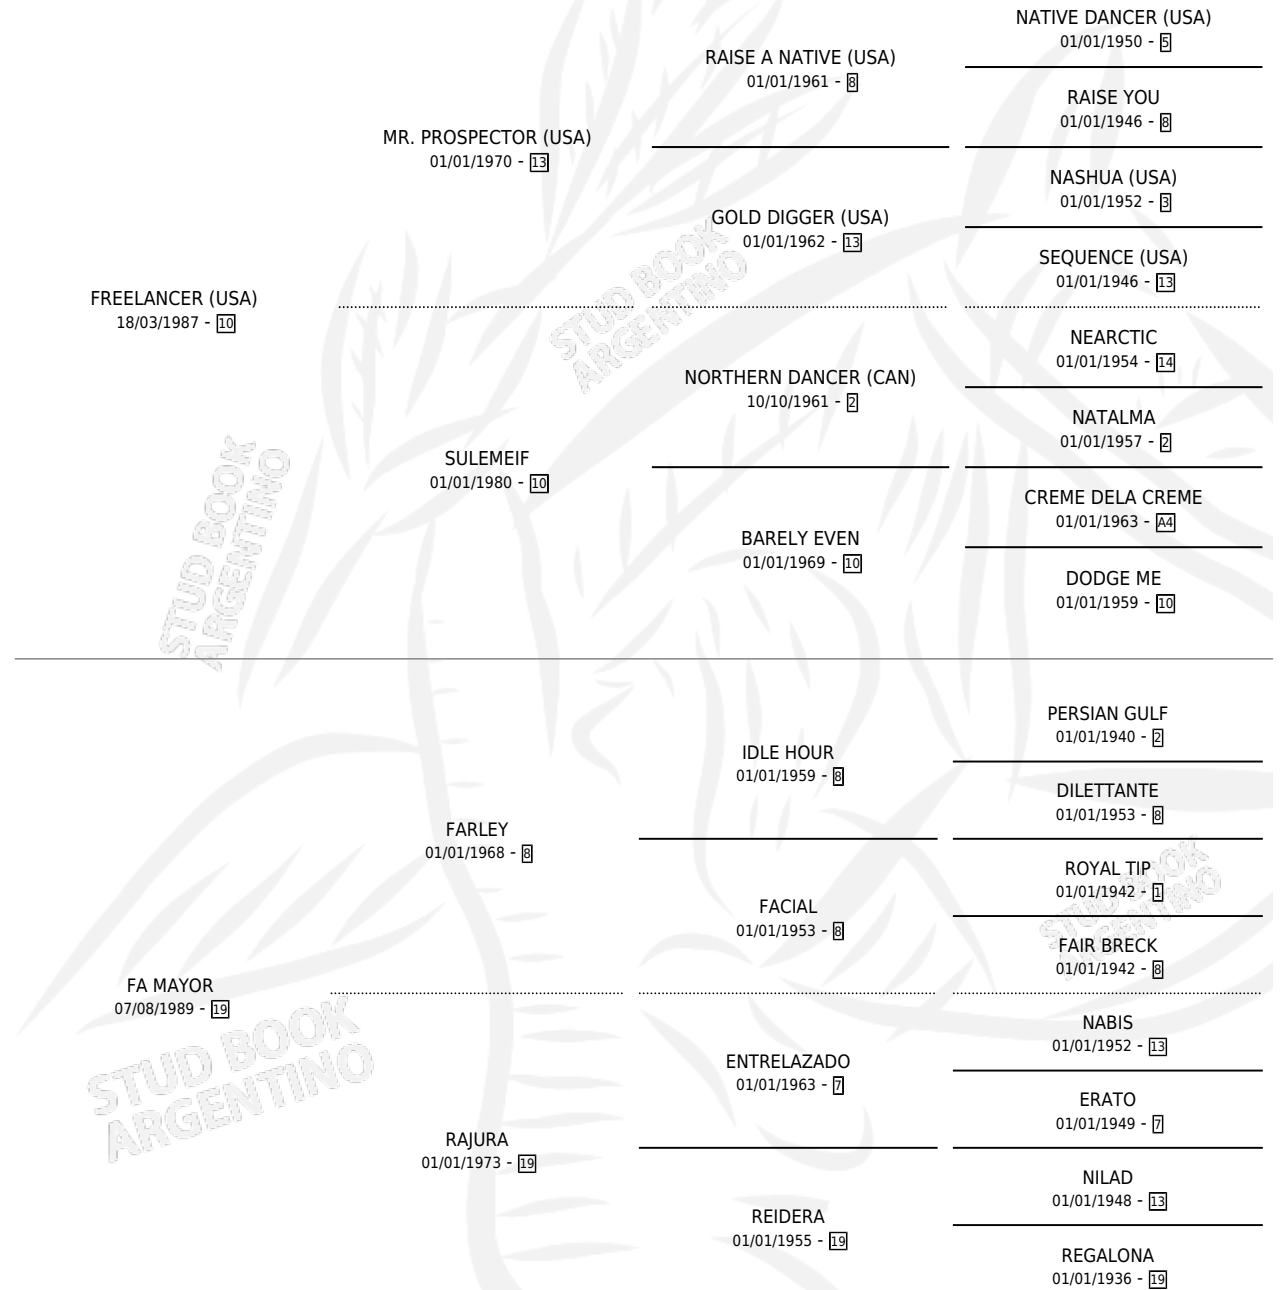 NATIVE DANCER (USA)
01/01/1950 - 5
RAISE A NATIVE (USA)
01/01/1961 - 8
RAISE YOU
01/01/1946 - 8
MR. PROSPECTOR (USA)
01/01/1970 - 13
NASHUA (USA)
01/01/1952 - 3
GOLD DIGGER (USA)
01/01/1962 - 13
SEQUENCE (USA)
01/01/1946 - 13
FREELANCER (USA)
18/03/1987 - 10
STUD BOOK
ARGENTINO
NEARCTIC
01/01/1954 - 14
NORTHERN DANCER (CAN)
10/10/1961 - 2
NATALMA
01/01/1957 - 2
SULEMEIF
01/01/1980 - 10
CREME DELA CREME
01/01/1963 - A4
BARELY EVEN
01/01/1969 - 10
DODGE ME
01/01/1959 - 10
STUD BOOK
ARGENTINO
PERSIAN GULF
01/01/1940 - 2
IDLE HOUR
01/01/1959 - 8
DILETTANTE
01/01/1953 - 8
FARLEY
01/01/1968 - 8
ROYAL TIP
01/01/1942 - 1
FACIAL
01/01/1953 - 8
STUD BOOK
ARGENTINO
FAIR BRECK
01/01/1942 - 8
FA MAYOR
07/08/1989 - 19
NABIS
01/01/1952 - 13
ENTRELAZADO
01/01/1963 - 7
STUD BOOK
ARGENTINO
ERATO
01/01/1949 - 7
RAJURA
01/01/1973 - 19
NILAD
01/01/1948 - 13
REIDERA
01/01/1955 - 19
REGALONA
01/01/1936 - 19